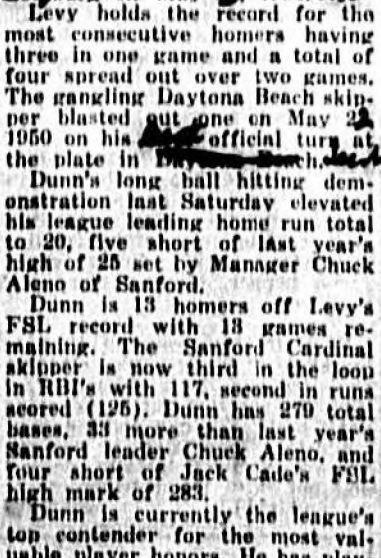 Levy holds the record for the
most consecutive homers having
three in one game and a total of
four spread out over two games.
The gangling Daytona Beach skip-
per blasted out one on May 22
1950 on his official turn at
the plate in
Dunn's long ball hitting dem-
onstration last Saturday elevated
his league leading home run total
to 20, five short of last year's
high of 25 set by Manager Chuck
Aleno of Sanford.
Dunn is 13 homers off Levy's
FSL record with 13 games re-
maining. The Sanford Cardinal
skipper is now third in the loop
in RBI's with 117, second in runs
scored (125). Dunn has 279 total
bases, 33 more than last year's
Sanford leader Chuck Aleno, and
four short of Jack Cade's FSL
high mark of 283.
Dunn is currently the league's
top contender for the most val-
uable player honors. He has